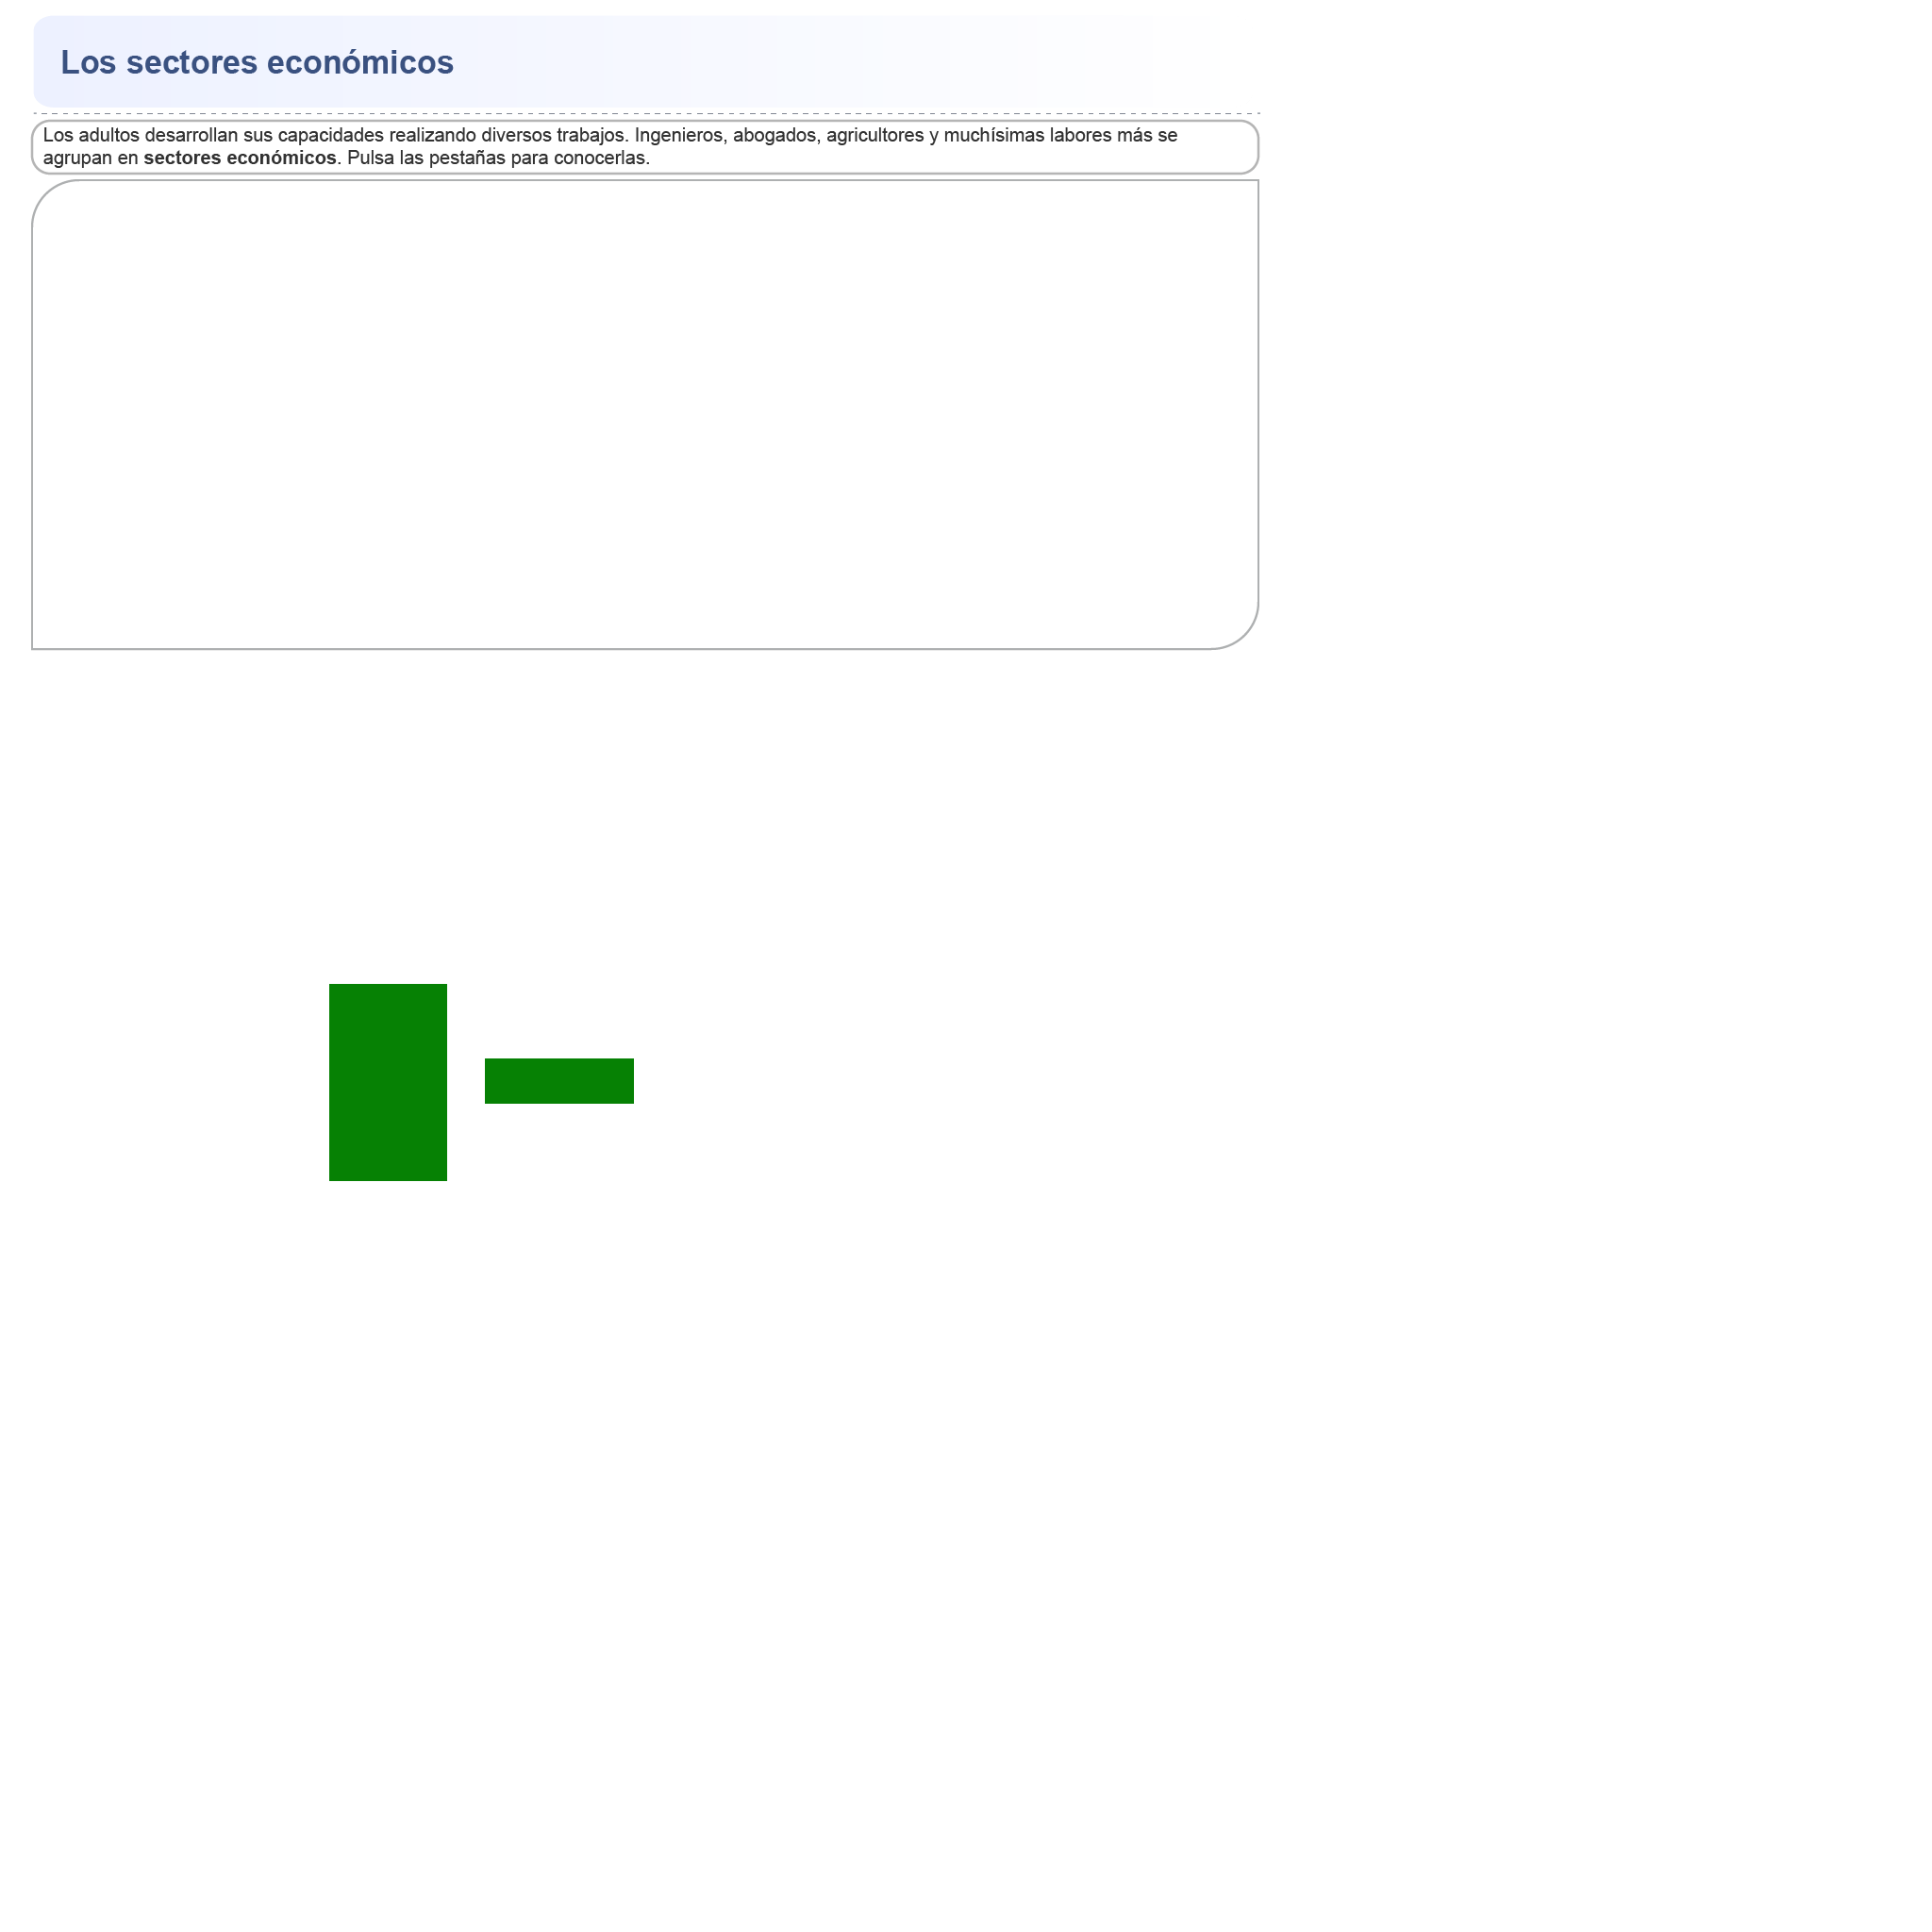 Los sectores económicos
Los adultos desarrollan sus capacidades realizando diversos trabajos. Ingenieros, abogados, agricultores y muchísimas labores más se
agrupan en sectores económicos. Pulsa las pestañas para conocerlas.